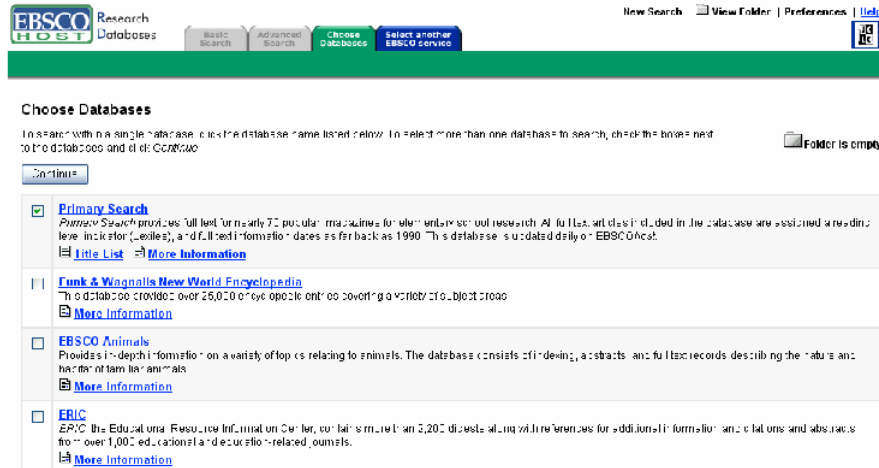 EBSCO Research
HOST Databases
New Search View Folder | Preferences | Help
Basic Search
Advanced Search
Choose Databases
Select another EBSCO service
Choose Databases
To search within a single database, click the database name listed below. To select more than one database to search, check the boxes next
to the databases and click Continue.
Folder is empty
Continue
Primary Search
Primary Search provides full text for nearly 70 popular magazines for elementary school research. All full text articles included in the database are assigned a reading
level indicator (Lexiles), and full text information dates as far back as 1990. This database is updated daily on EBSCOhost.
Title List More Information
Funk & Wagnalls New World Encyclopedia
This database provided over 25,000 encyclopedic entries covering a variety of subject areas
More Information
EBSCO Animals
Provides in-depth information on a variety of topics relating to animals. The database consists of indexing, abstracts, and full text records describing the nature and
habitat of familiar animals.
More Information
ERIC
ERIC, the Educational Resource Information Center, contains more than 2,200 digests along with references for additional information and citations and abstracts
from over 1,000 educational and education-related journals.
More Information